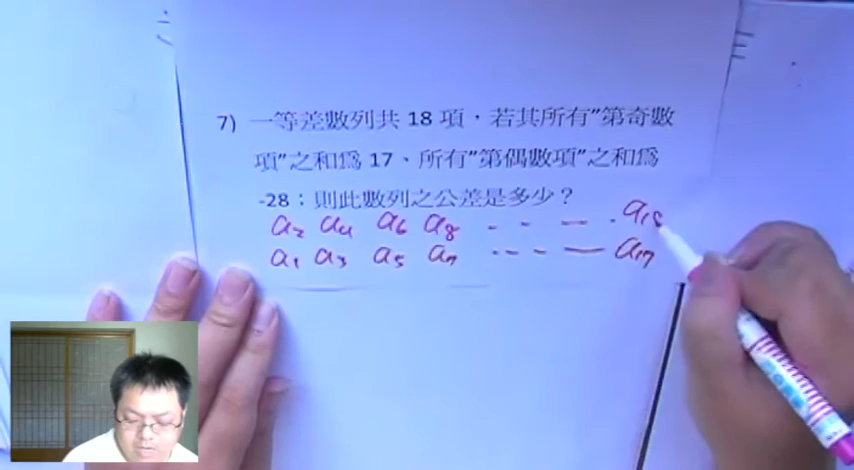 7) 一等差數列共 18 項,若其所有"第奇數
項"之和為 17、所有"第偶數項"之和為
-28:則此數列之公差是多少?
a₂ a₄ a₆ a₈ - - — . a₁₈
a₁ a₃ a₅ a₇ -- - — a₁₇